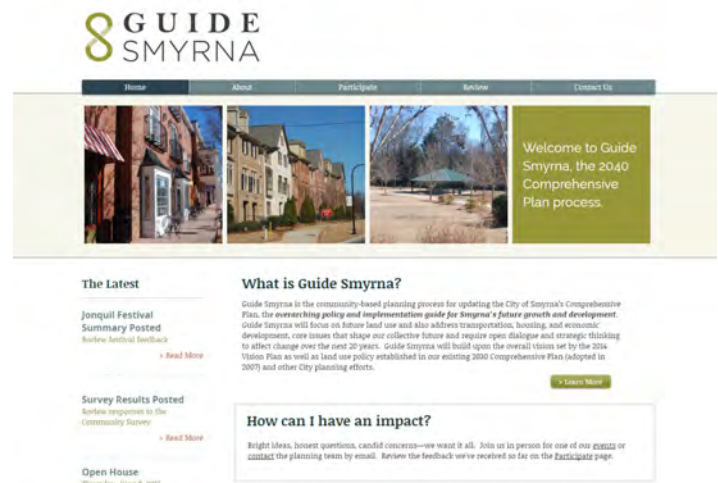 GUIDE
SMYRNA
Home About Participate Review Contact Us
Welcome to Guide
Smyrna, the 2040
Comprehensive
Plan process.
The Latest
Jonquil Festival
Summary Posted
Review festival feedback
> Read More
Survey Results Posted
Review responses to the
Community Survey
> Read More
Open House
What is Guide Smyrna?
Guide Smyrna is the community-based planning process for updating the City of Smyrna's Comprehensive
Plan, the overarching policy and implementation guide for Smyrna's future growth and development.
Guide Smyrna will focus on future land use and also address transportation, housing, and economic
development, core issues that shape our collective future and require open dialogue and strategic thinking
to affect change over the next 20 years. Guide Smyrna will build upon the overall vision set by the 2014
Vision Plan as well as land use policy established in our existing 2030 Comprehensive Plan (adopted in
2007) and other City planning efforts.
> Learn More
How can I have an impact?
Bright ideas, honest questions, candid concerns—we want it all. Join us in person for one of our events or
contact the planning team by email. Review the feedback we've received so far on the Participate page.